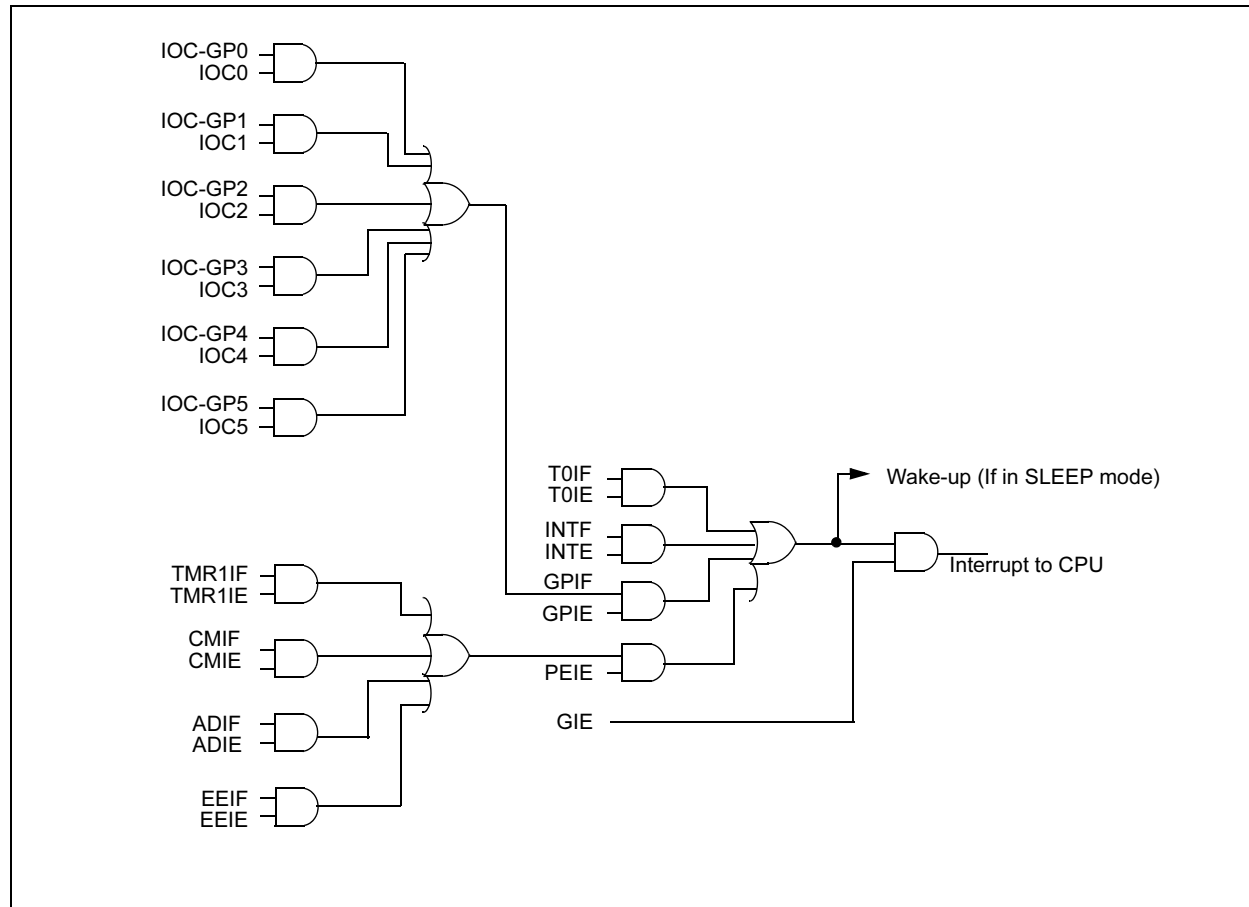 IOC-GP0
IOC0
IOC-GP1
IOC1
IOC-GP2
IOC2
IOC-GP3
IOC3
IOC-GP4
IOC4
IOC-GP5
IOC5
T0IF
T0IE
Wake-up (If in SLEEP mode)
INTF
INTE
Interrupt to CPU
GPIF
GPIE
TMR1IF
TMR1IE
CMIF
CMIE
PEIE
ADIF
ADIE
GIE
EEIF
EEIE